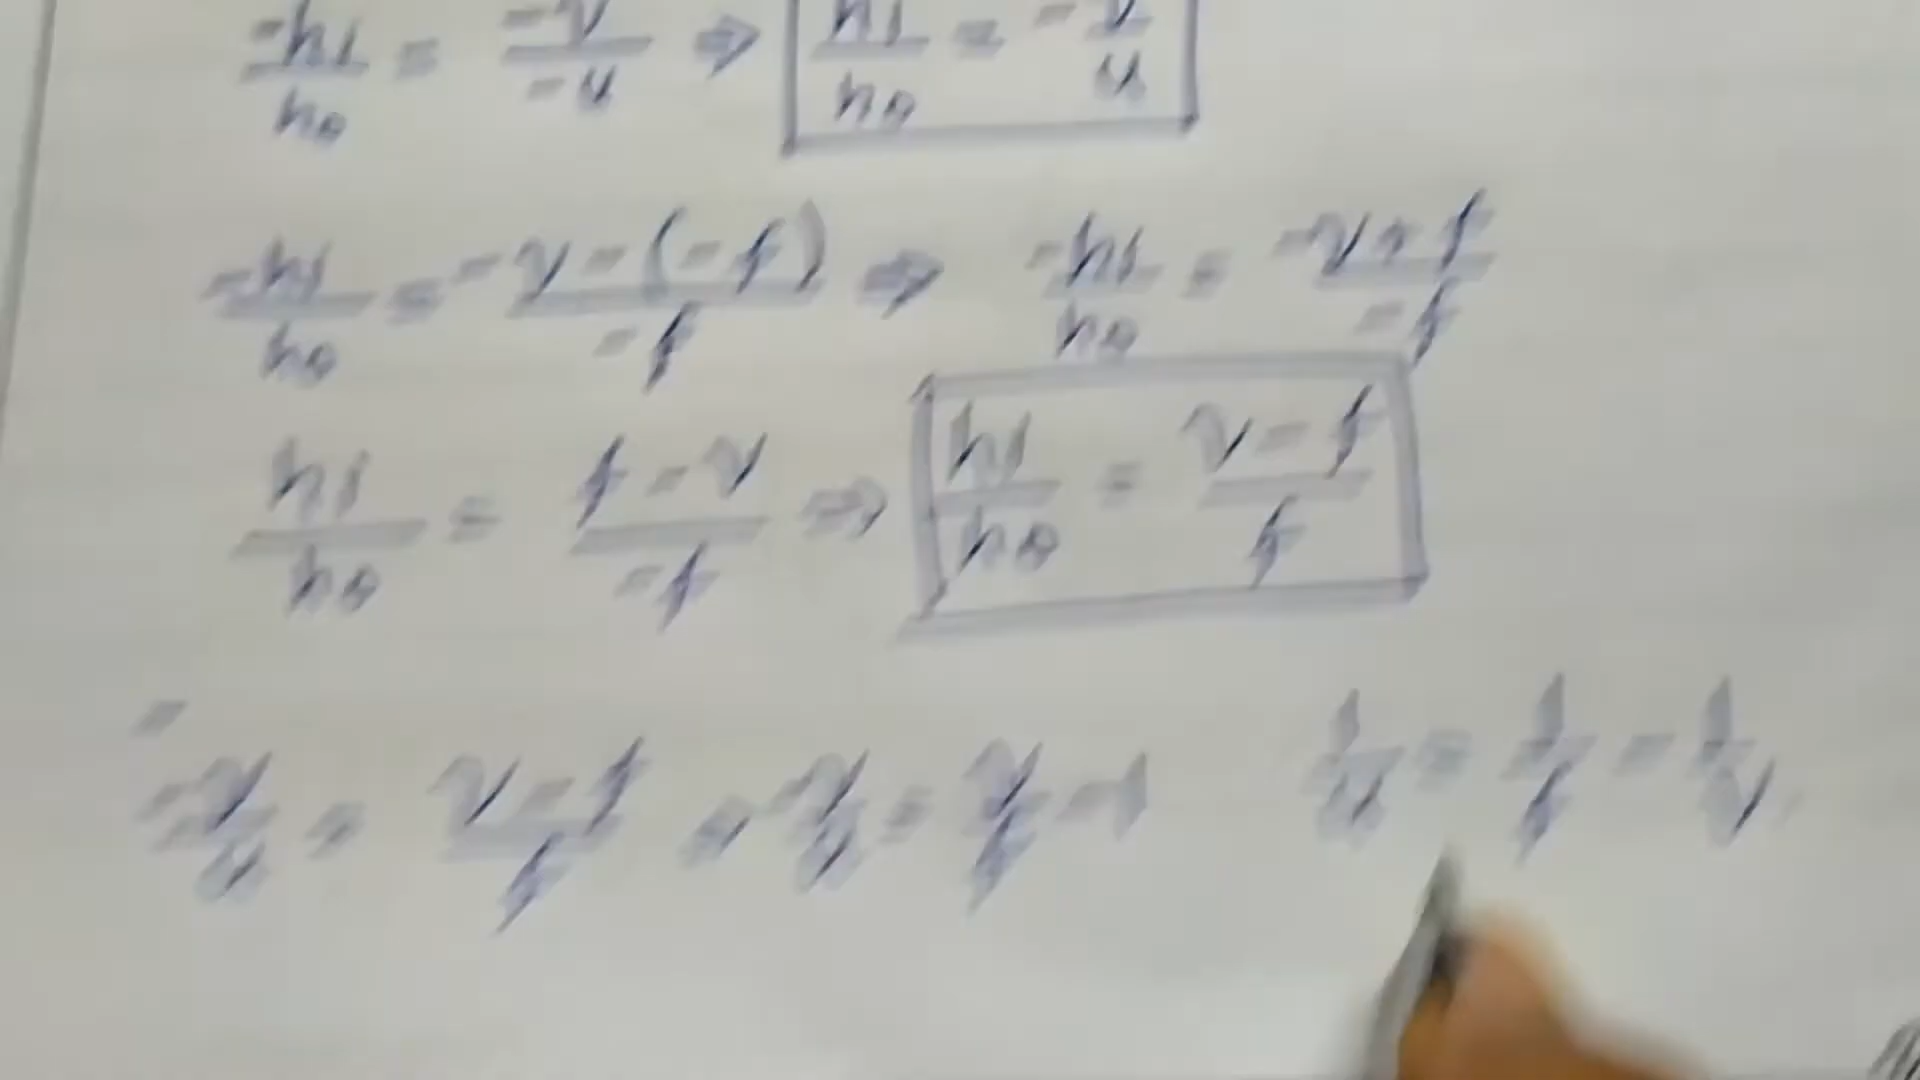 -hi/ho = -v/-u ⇒ hi/ho = -v/u
-hi/ho = -v-(-f)/-f ⇒ -hi/ho = -v+f/-f
hi/ho = f-v/-f ⇒ hi/ho = v-f/f
-v/u = v-f/f ⇒ -v/u = v/f - 1    1/u = 1/f - 1/v